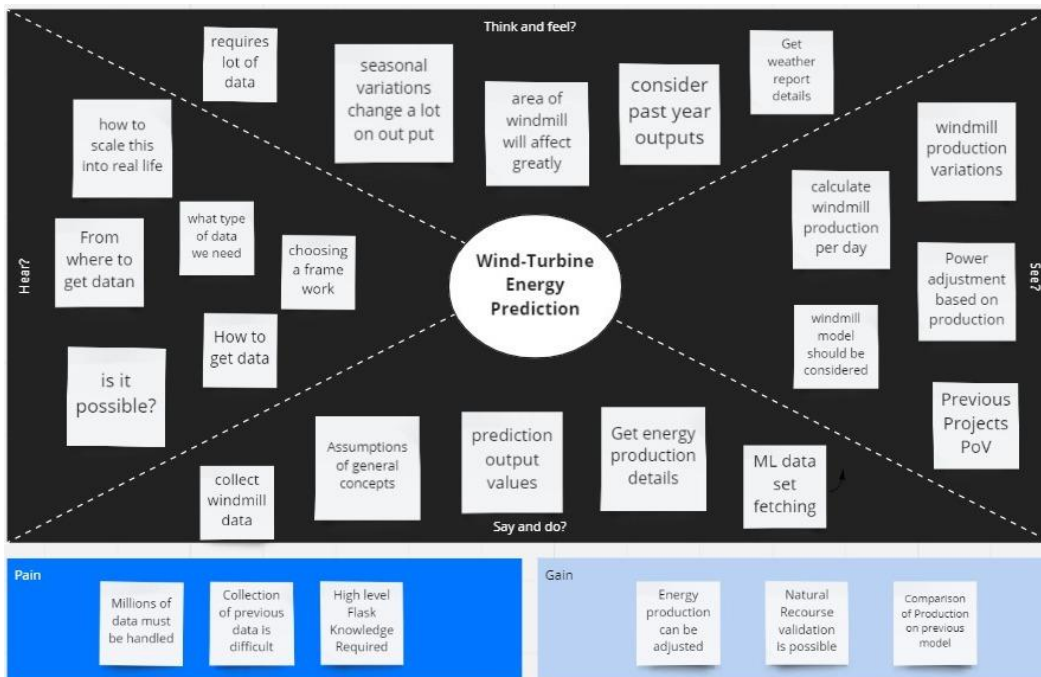 Think and feel?
requires
lot of
data
seasonal
variations
change a lot
on out put
area of
windmill
will affect
greatly
consider
past year
outputs
Get
weather
report
details
Hear?
how to
scale this
into real life
From
where to
get datan
what type
of data
we need
choosing
a frame
work
How to
get data
is it
possible?
Wind-Turbine
Energy
Prediction
See?
windmill
production
variations
calculate
windmill
production
per day
Power
adjustment
based on
production
windmill
model
should be
considered
Previous
Projects
PoV
collect
windmill
data
Assumptions
of general
concepts
prediction
output
values
Get energy
production
details
ML data
set
fetching
Say and do?
Pain
Millions of
data must
be handled
Collection
of previous
data is
difficult
High level
Flask
Knowledge
Required
Gain
Energy
production
can be
adjusted
Natural
Recourse
validation
is possible
Comparison
of Production
on previous
model